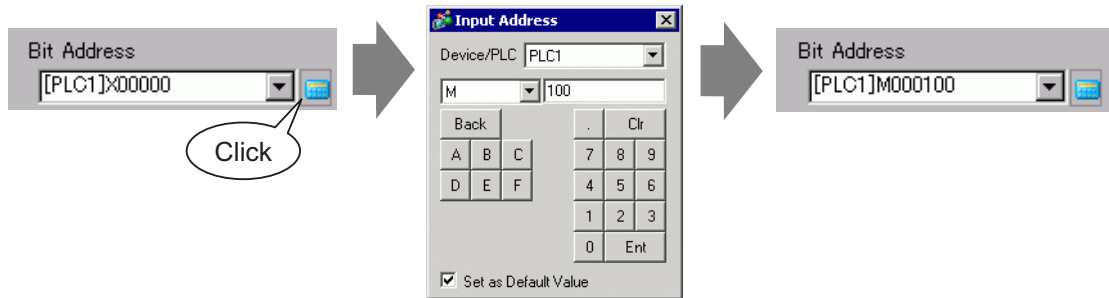 Bit Address
[PLC1]X00000
Click
Input Address
Device/PLC PLC1
M 100
Back . Clr
A B C 7 8 9
D E F 4 5 6
1 2 3
0 Ent
Set as Default Value
Bit Address
[PLC1]M000100